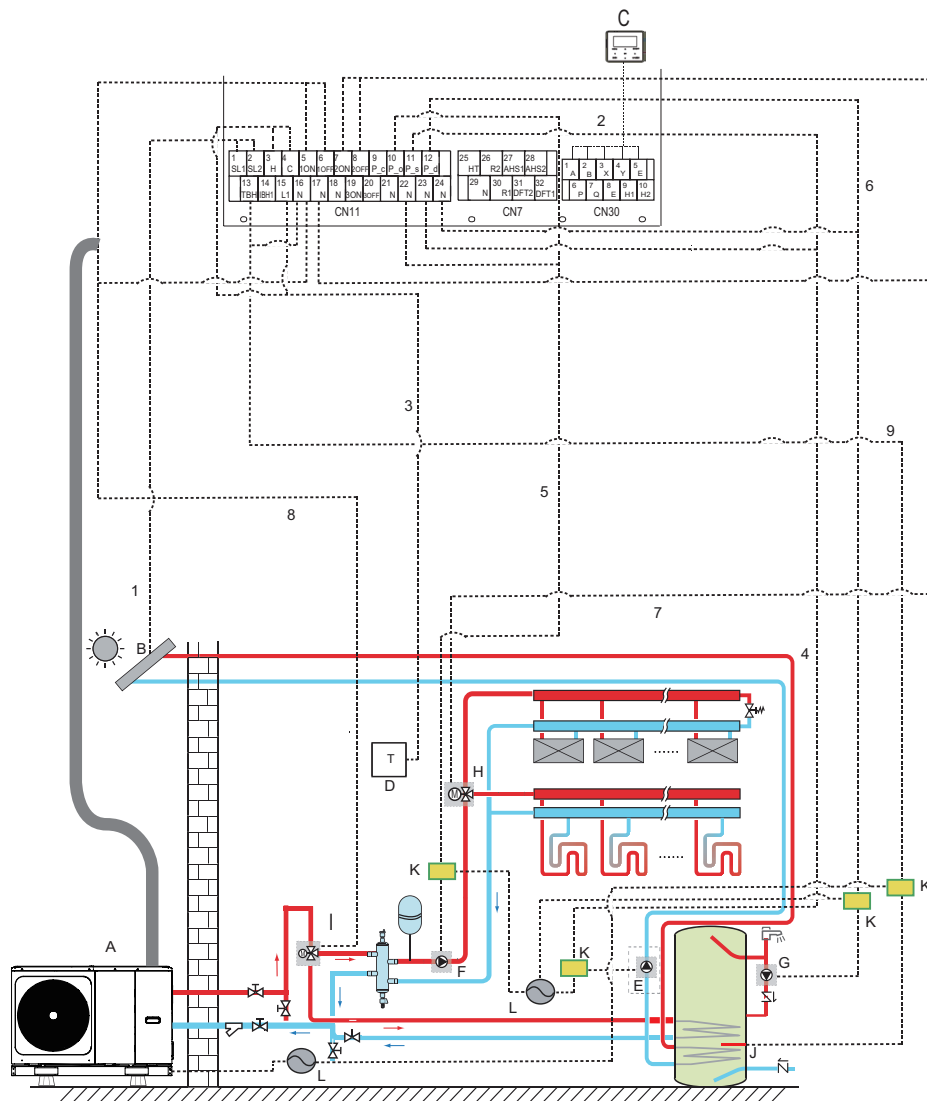 C
2
1 2 3 4 5 6 7 8 9 10 11 12
SL1 SL2 H C 1ON 1OFF 2ON 2OFF P_c P_o P_s P_d
13 14 15 16 17 18 19 20 21 22 23 24
TBH IBH1 L1 N N N 3ON 3OFF N N N N
CN11
25 26 27 28
HT R2 AHS1 AHS2
29 30 31 32
N R1 DFT2 DFT1
CN7
1 2 3 4 5
A B X Y E
6 7 8 9 10
P Q E H1 H2
CN30
6
3
9
5
8
1
7
B
4
T
D
H
M
K
K
K
A
I
M
F
K
G
E
L
J
L